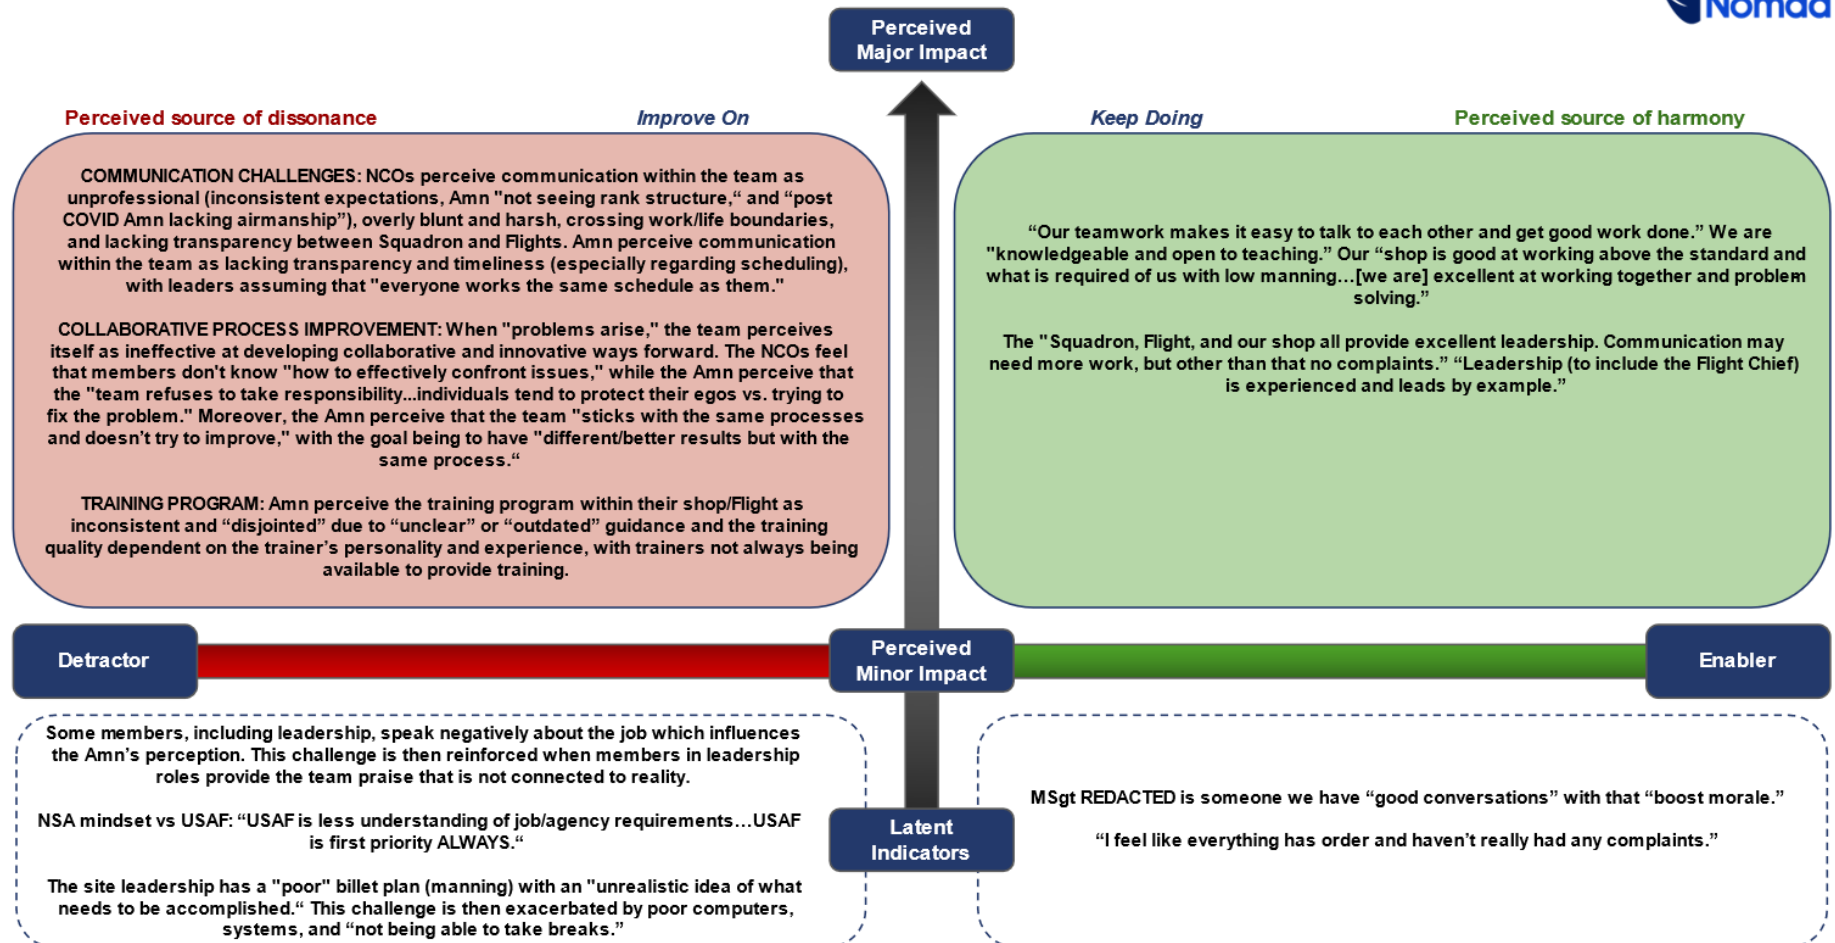 Nomad
Perceived
Major Impact
Perceived source of dissonance
Improve On
Keep Doing
Perceived source of harmony
COMMUNICATION CHALLENGES: NCOs perceive communication within the team as
unprofessional (inconsistent expectations, Amn "not seeing rank structure,“ and “post
COVID Amn lacking airmanship”), overly blunt and harsh, crossing work/life boundaries,
and lacking transparency between Squadron and Flights. Amn perceive communication
within the team as lacking transparency and timeliness (especially regarding scheduling),
with leaders assuming that "everyone works the same schedule as them."
COLLABORATIVE PROCESS IMPROVEMENT: When "problems arise," the team perceives
itself as ineffective at developing collaborative and innovative ways forward. The NCOs feel
that members don't know "how to effectively confront issues," while the Amn perceive that
the "team refuses to take responsibility...individuals tend to protect their egos vs. trying to
fix the problem." Moreover, the Amn perceive that the team "sticks with the same processes
and doesn’t try to improve," with the goal being to have "different/better results but with the
same process.“
TRAINING PROGRAM: Amn perceive the training program within their shop/Flight as
inconsistent and “disjointed” due to “unclear” or “outdated” guidance and the training
quality dependent on the trainer’s personality and experience, with trainers not always being
available to provide training.
“Our teamwork makes it easy to talk to each other and get good work done.” We are
"knowledgeable and open to teaching.” Our “shop is good at working above the standard and
what is required of us with low manning…[we are] excellent at working together and problem
solving.”
The "Squadron, Flight, and our shop all provide excellent leadership. Communication may
need more work, but other than that no complaints.” “Leadership (to include the Flight Chief)
is experienced and leads by example.”
Detractor
Perceived
Minor Impact
Enabler
Some members, including leadership, speak negatively about the job which influences
the Amn’s perception. This challenge is then reinforced when members in leadership
roles provide the team praise that is not connected to reality.
NSA mindset vs USAF: “USAF is less understanding of job/agency requirements…USAF
is first priority ALWAYS.“
The site leadership has a "poor" billet plan (manning) with an "unrealistic idea of what
needs to be accomplished.“ This challenge is then exacerbated by poor computers,
systems, and “not being able to take breaks.”
Latent
Indicators
MSgt REDACTED is someone we have “good conversations” with that “boost morale.”
“I feel like everything has order and haven’t really had any complaints.”